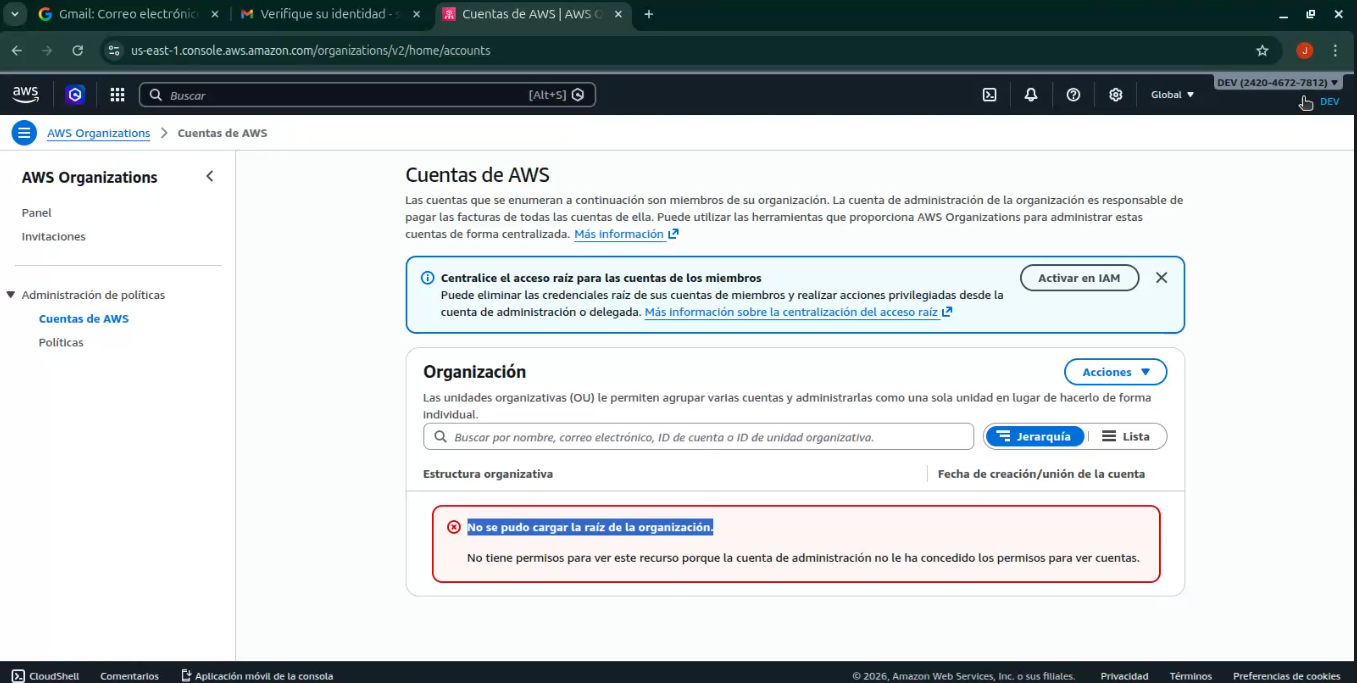 Gmail: Correo electrónic
Verifique su identidad - s
Cuentas de AWS | AWS O
us-east-1.console.aws.amazon.com/organizations/v2/home/accounts
J
aws
Buscar
[Alt+S]
Global
DEV (2420-4672-7812)
DEV
AWS Organizations
Cuentas de AWS
AWS Organizations
Panel
Invitaciones
Administración de políticas
Cuentas de AWS
Políticas
Cuentas de AWS
Las cuentas que se enumeran a continuación son miembros de su organización. La cuenta de administración de la organización es responsable de
pagar las facturas de todas las cuentas de ella. Puede utilizar las herramientas que proporciona AWS Organizations para administrar estas
cuentas de forma centralizada. Más información
Centralice el acceso raíz para las cuentas de los miembros
Puede eliminar las credenciales raíz de sus cuentas de miembros y realizar acciones privilegiadas desde la
cuenta de administración o delegada. Más información sobre la centralización del acceso raíz
Activar en IAM
Organización
Acciones
Las unidades organizativas (OU) le permiten agrupar varias cuentas y administrarlas como una sola unidad en lugar de hacerlo de forma
individual.
Buscar por nombre, correo electrónico, ID de cuenta o ID de unidad organizativa.
Jerarquía
Lista
Estructura organizativa
Fecha de creación/unión de la cuenta
No se pudo cargar la raíz de la organización.
No tiene permisos para ver este recurso porque la cuenta de administración no le ha concedido los permisos para ver cuentas.
CloudShell
Comentarios
Aplicación móvil de la consola
© 2026, Amazon Web Services, Inc. o sus filiales.
Privacidad
Términos
Preferencias de cookies